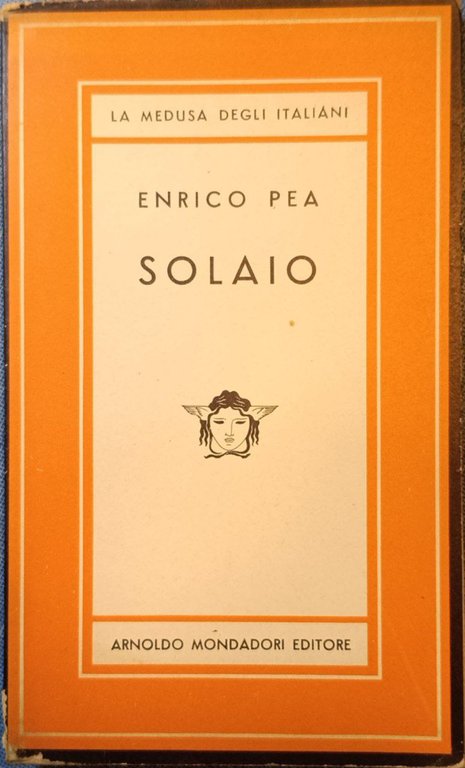 LA MEDUSA DEGLI ITALIANI
ENRICO PEA
SOLAIO
ARNOLDO MONDADORI EDITORE